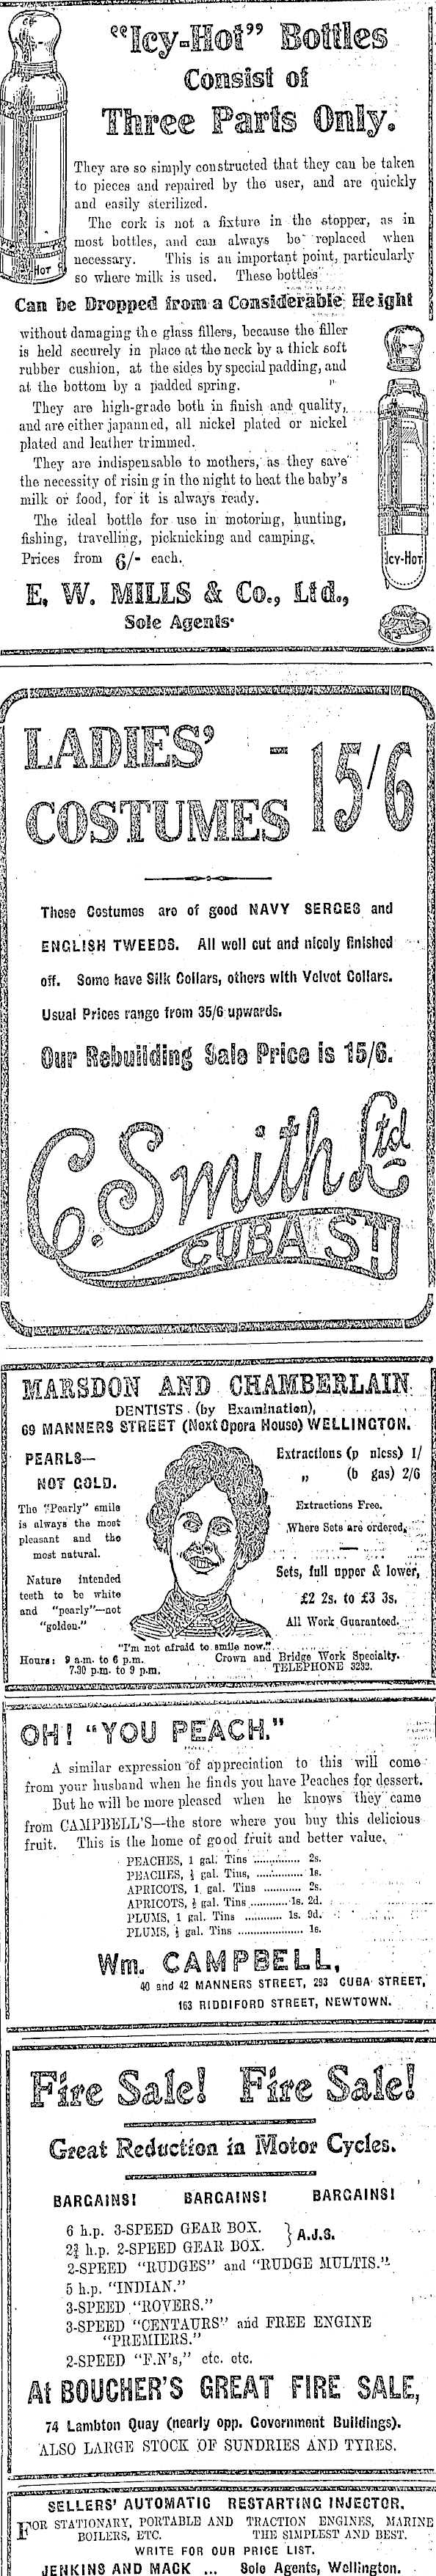 "Icy-Hot" Bottles
Consist of
Three Parts Only.
They are so simply constructed that they can be taken
to pieces and repaired by the user, and are quickly
and easily sterilized.
The cork is not a fixture in the stopper, as in
most bottles, and can always be replaced when
necessary. This is an important point, particularly
so where milk is used. These bottles
HOT
Can be Dropped from a Considerable Height
without damaging the glass fillers, because the filler
is held securely in place at the neck by a thick soft
rubber cushion, at the sides by special padding, and
at the bottom by a padded spring.
They are high-grade both in finish and quality,
and are either japanned, all nickel plated or nickel
plated and leather trimmed.
They are indispensable to mothers, as they save
the necessity of rising in the night to heat the baby's
milk or food, for it is always ready.
The ideal bottle for use in motoring, hunting,
fishing, travelling, picknicking and camping.
Prices from 6/- each.
ICY-HOT
E. W. MILLS & Co., Ltd.,
Sole Agents.
LADIES' - 15/6
COSTUMES
These Costumes are of good NAVY SERGES and
ENGLISH TWEEDS. All well cut and nicely finished
off. Some have Silk Collars, others with Velvet Collars.
Usual Prices range from 35/6 upwards.
Our Rebuilding Sale Price is 15/6.
C. Smith Ltd
CUBA ST
MARSDON AND CHAMBERLAIN
DENTISTS (by Examination),
69 MANNERS STREET (Next Opera House) WELLINGTON.
PEARLS—
NOT GOLD.
The "Pearly" smile
is always the most
pleasant and the
most natural.
Nature intended
teeth to be white
and "pearly"—not
"golden."
Extractions (p nless) 1/
" (b gas) 2/6
Extractions Free.
Where Sets are ordered.
Sets, full upper & lower,
£2 2s. to £3 3s.
All Work Guaranteed.
"I'm not afraid to smile now."
Hours: 9 a.m. to 6 p.m. Crown and Bridge Work Specialty.
7.30 p.m. to 9 p.m. TELEPHONE 3232.
OH! "YOU PEACH."
A similar expression of appreciation to this will come
from your husband when he finds you have Peaches for dessert.
But he will be more pleased when he knows they came
from CAMPBELL'S—the store where you buy this delicious
fruit. This is the home of good fruit and better value.
PEACHES, 1 gal. Tins .............. 2s.
PEACHES, ½ gal. Tins, .............. 1s.
APRICOTS, 1 gal. Tins ............ 2s.
APRICOTS, ½ gal. Tins ............ 1s. 2d.
PLUMS, 1 gal. Tins ............ 1s. 9d.
PLUMS, ½ gal. Tins .................... 1s.
Wm. CAMPBELL,
40 and 42 MANNERS STREET, 293 CUBA STREET,
163 RIDDIFORD STREET, NEWTOWN.
Fire Sale! Fire Sale!
Great Reduction in Motor Cycles.
BARGAINS! BARGAINS! BARGAINS!
6 h.p. 3-SPEED GEAR BOX. } A.J.S.
2¾ h.p. 2-SPEED GEAR BOX.
2-SPEED "RUDGES" and "RUDGE MULTIS."
5 h.p. "INDIAN."
3-SPEED "ROVERS."
3-SPEED "CENTAURS" and FREE ENGINE
"PREMIERS."
2-SPEED "F.N's," etc. etc.
At BOUCHER'S GREAT FIRE SALE,
74 Lambton Quay (nearly opp. Government Buildings).
ALSO LARGE STOCK OF SUNDRIES AND TYRES.
SELLERS' AUTOMATIC RESTARTING INJECTOR.
FOR STATIONARY, PORTABLE AND TRACTION ENGINES, MARINE
BOILERS, ETC. THE SIMPLEST AND BEST.
WRITE FOR OUR PRICE LIST.
JENKINS AND MACK ... Sole Agents, Wellington.